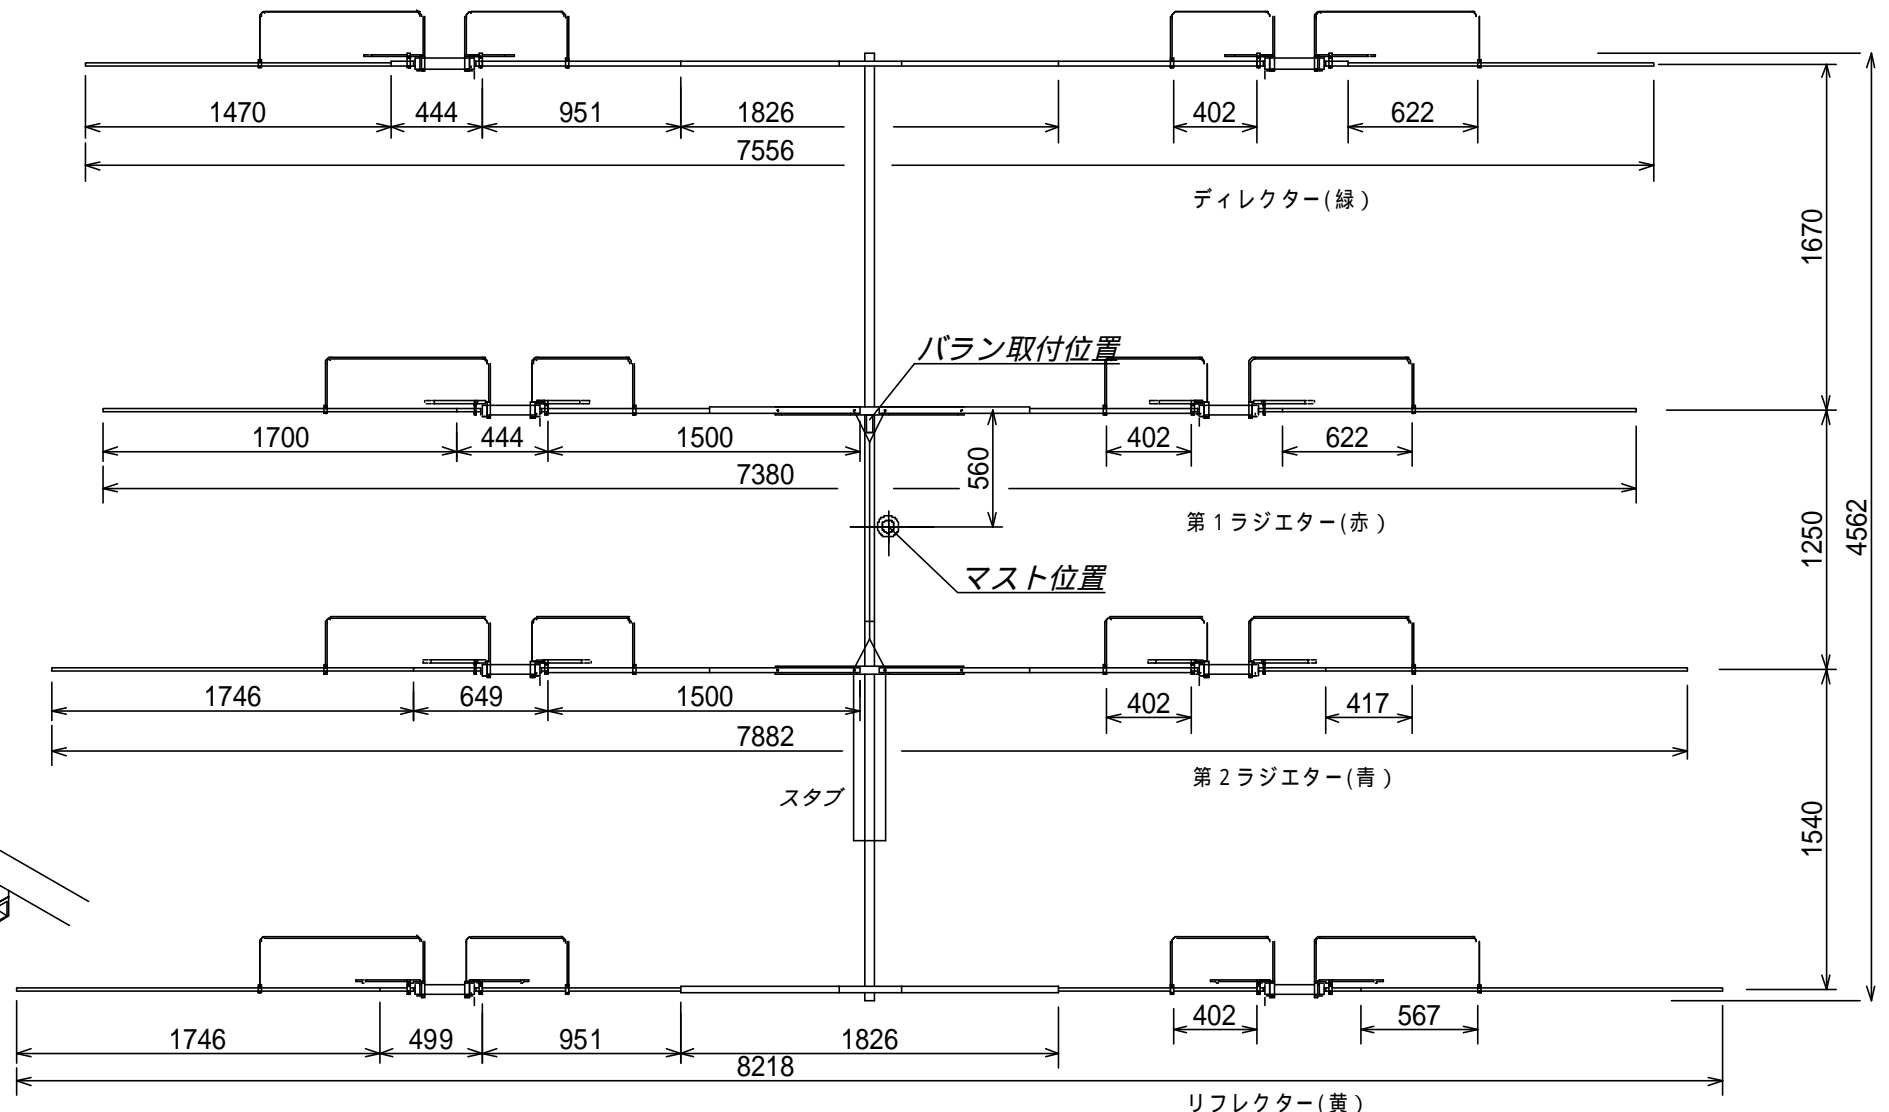 1470 444 951 1826 402 622
7556
ディレクター(緑)
1670
バラン取付位置
1700 444 1500 402 622
7380
560
第1ラジエター(赤)
1250
4562
マスト位置
1746 649 1500 402 417
7882
第2ラジエター(青)
スタブ
1540
402 567
1746 499 951 1826
8218
リフレクター(黄)